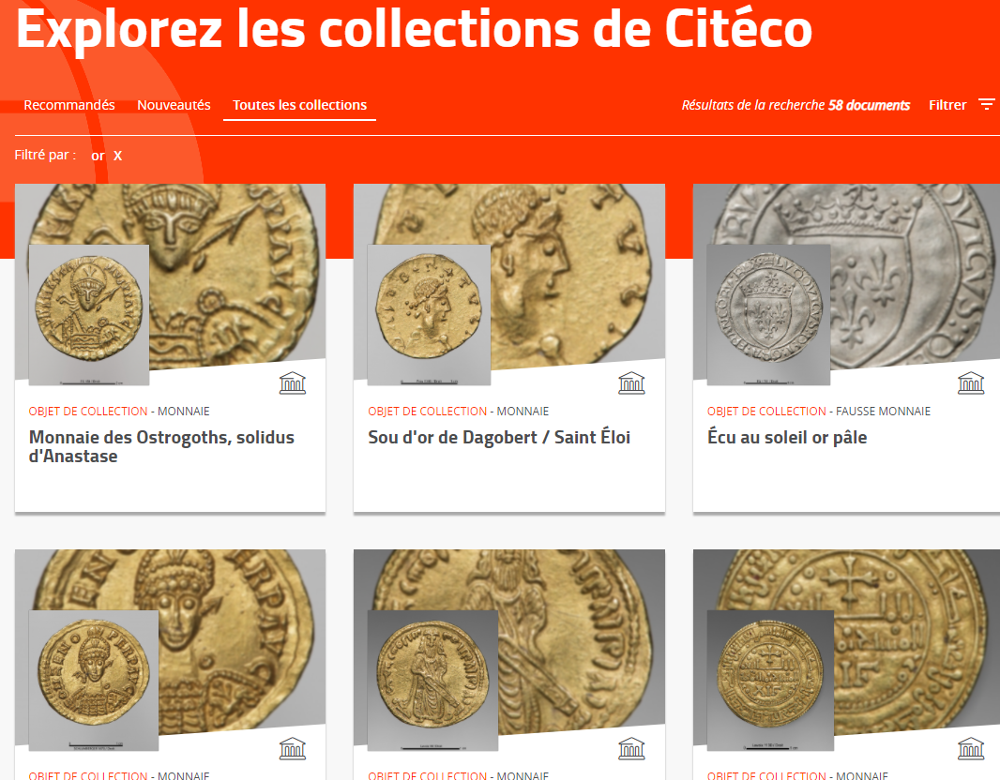 Explorez les collections de Citéco
Recommandés Nouveautés Toutes les collections Résultats de la recherche 58 documents Filtrer
Filtré par : or X
OBJET DE COLLECTION - MONNAIE
Monnaie des Ostrogoths, solidus
d'Anastase
OBJET DE COLLECTION - MONNAIE
Sou d'or de Dagobert / Saint Éloi
OBJET DE COLLECTION - FAUSSE MONNAIE
Écu au soleil or pâle
OBJET DE COLLECTION - MONNAIE
OBJET DE COLLECTION - MONNAIE
OBJET DE COLLECTION - MONNAIE